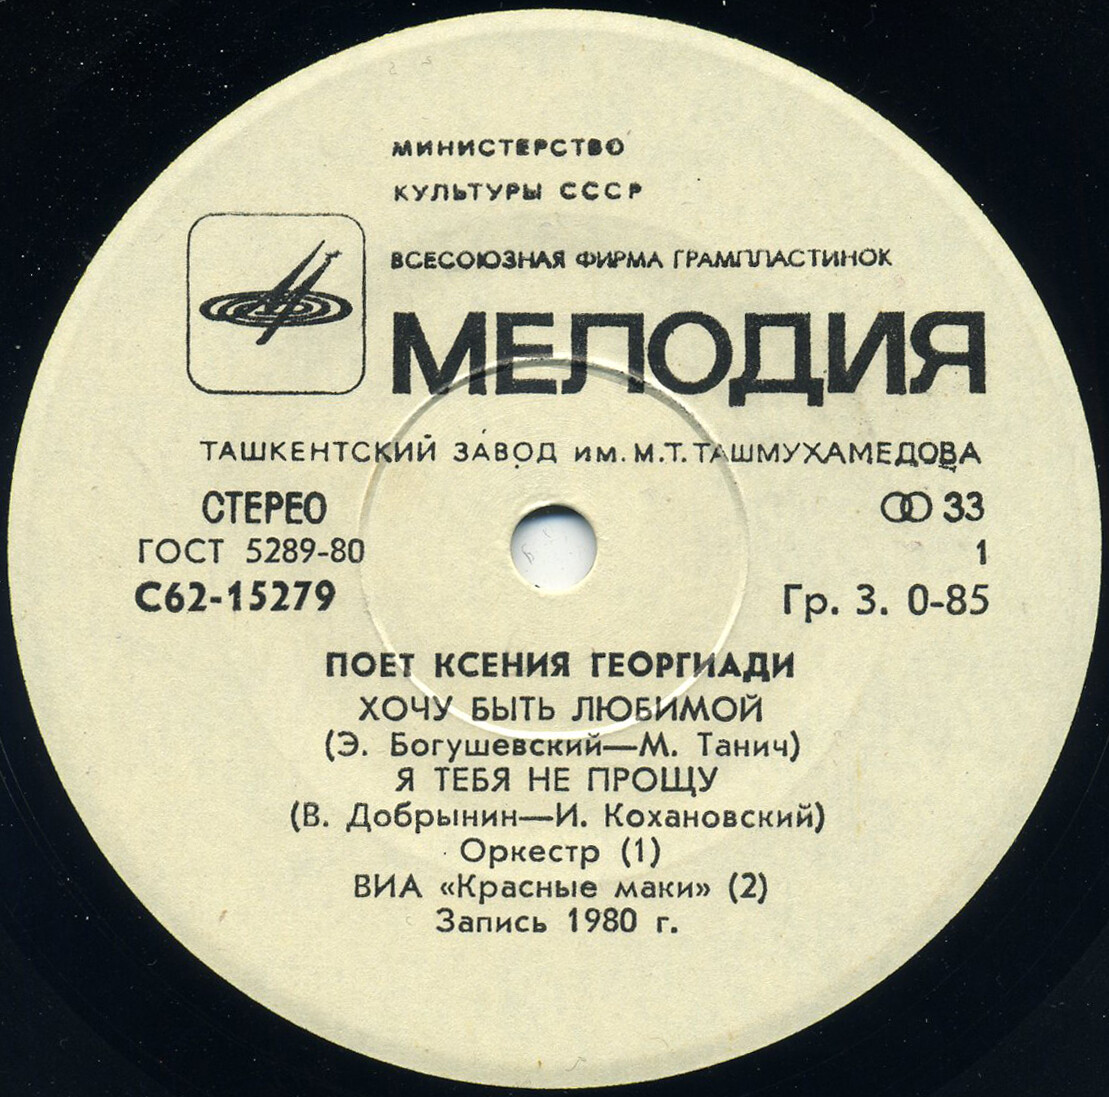 МИНИСТЕРСТВО
КУЛЬТУРЫ СССР
ВСЕСОЮЗНАЯ ФИРМА ГРАМПЛАСТИНОК
МЕЛОДИЯ
ТАШКЕНТСКИЙ ЗАВОД им. М.Т. ТАШМУХАМЕДОВА
СТЕРЕО 33
ГОСТ 5289-80 1
С62-15279 Гр. 3. 0-85
ПОЕТ КСЕНИЯ ГЕОРГИАДИ
ХОЧУ БЫТЬ ЛЮБИМОЙ
(Э. Богушевский—М. Танич)
Я ТЕБЯ НЕ ПРОЩУ
(В. Добрынин—И. Кохановский)
Оркестр (1)
ВИА «Красные маки» (2)
Запись 1980 г.